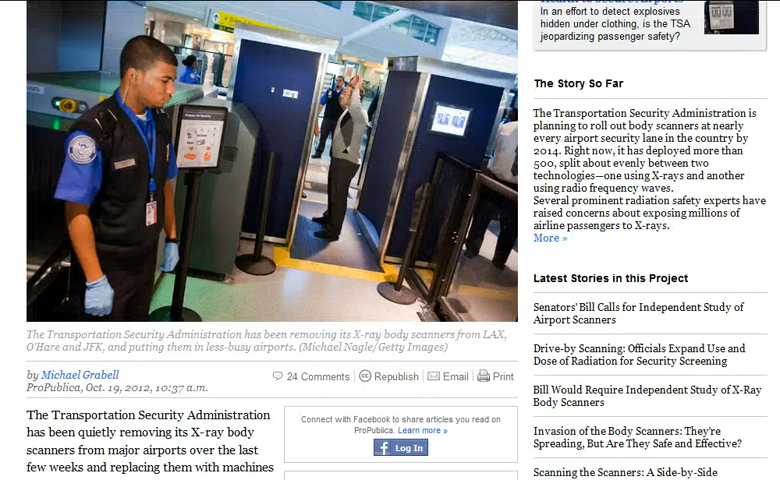 In an effort to detect explosives
hidden under clothing, is the TSA
jeopardizing passenger safety?
The Story So Far
The Transportation Security Administration is
planning to roll out body scanners at nearly
every airport security lane in the country by
2014. Right now, it has deployed more than
500, split about evenly between two
technologies—one using X-rays and another
using radio frequency waves.
Several prominent radiation safety experts have
raised concerns about exposing millions of
airline passengers to X-rays.
More »
Latest Stories in this Project
Senators' Bill Calls for Independent Study of
Airport Scanners
Drive-by Scanning: Officials Expand Use and
Dose of Radiation for Security Screening
Bill Would Require Independent Study of X-Ray
Body Scanners
Invasion of the Body Scanners: They're
Spreading, But Are They Safe and Effective?
Scanning the Scanners: A Side-by-Side
The Transportation Security Administration has been removing its X-ray body scanners from LAX,
O'Hare and JFK, and putting them in less-busy airports. (Michael Nagle/Getty Images)
by Michael Grabell
ProPublica, Oct. 19, 2012, 10:37 a.m.
24 Comments
Republish
Email
Print
The Transportation Security Administration
has been quietly removing its X-ray body
scanners from major airports over the last
few weeks and replacing them with machines
Connect with Facebook to share articles you read on
ProPublica. Learn more »
f Log In